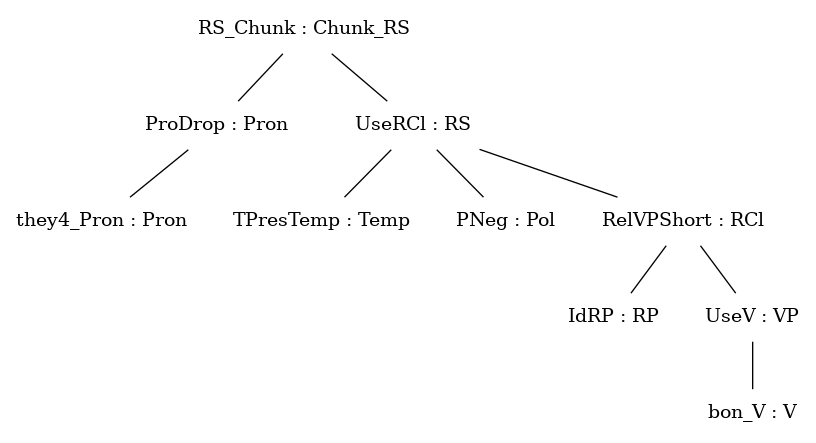 RS_Chunk : Chunk_RS
ProDrop : Pron UseRCl : RS
they4_Pron : Pron TPresTemp : Temp PNeg : Pol RelVPShort : RCl
IdRP : RP UseV : VP
bon_V : V